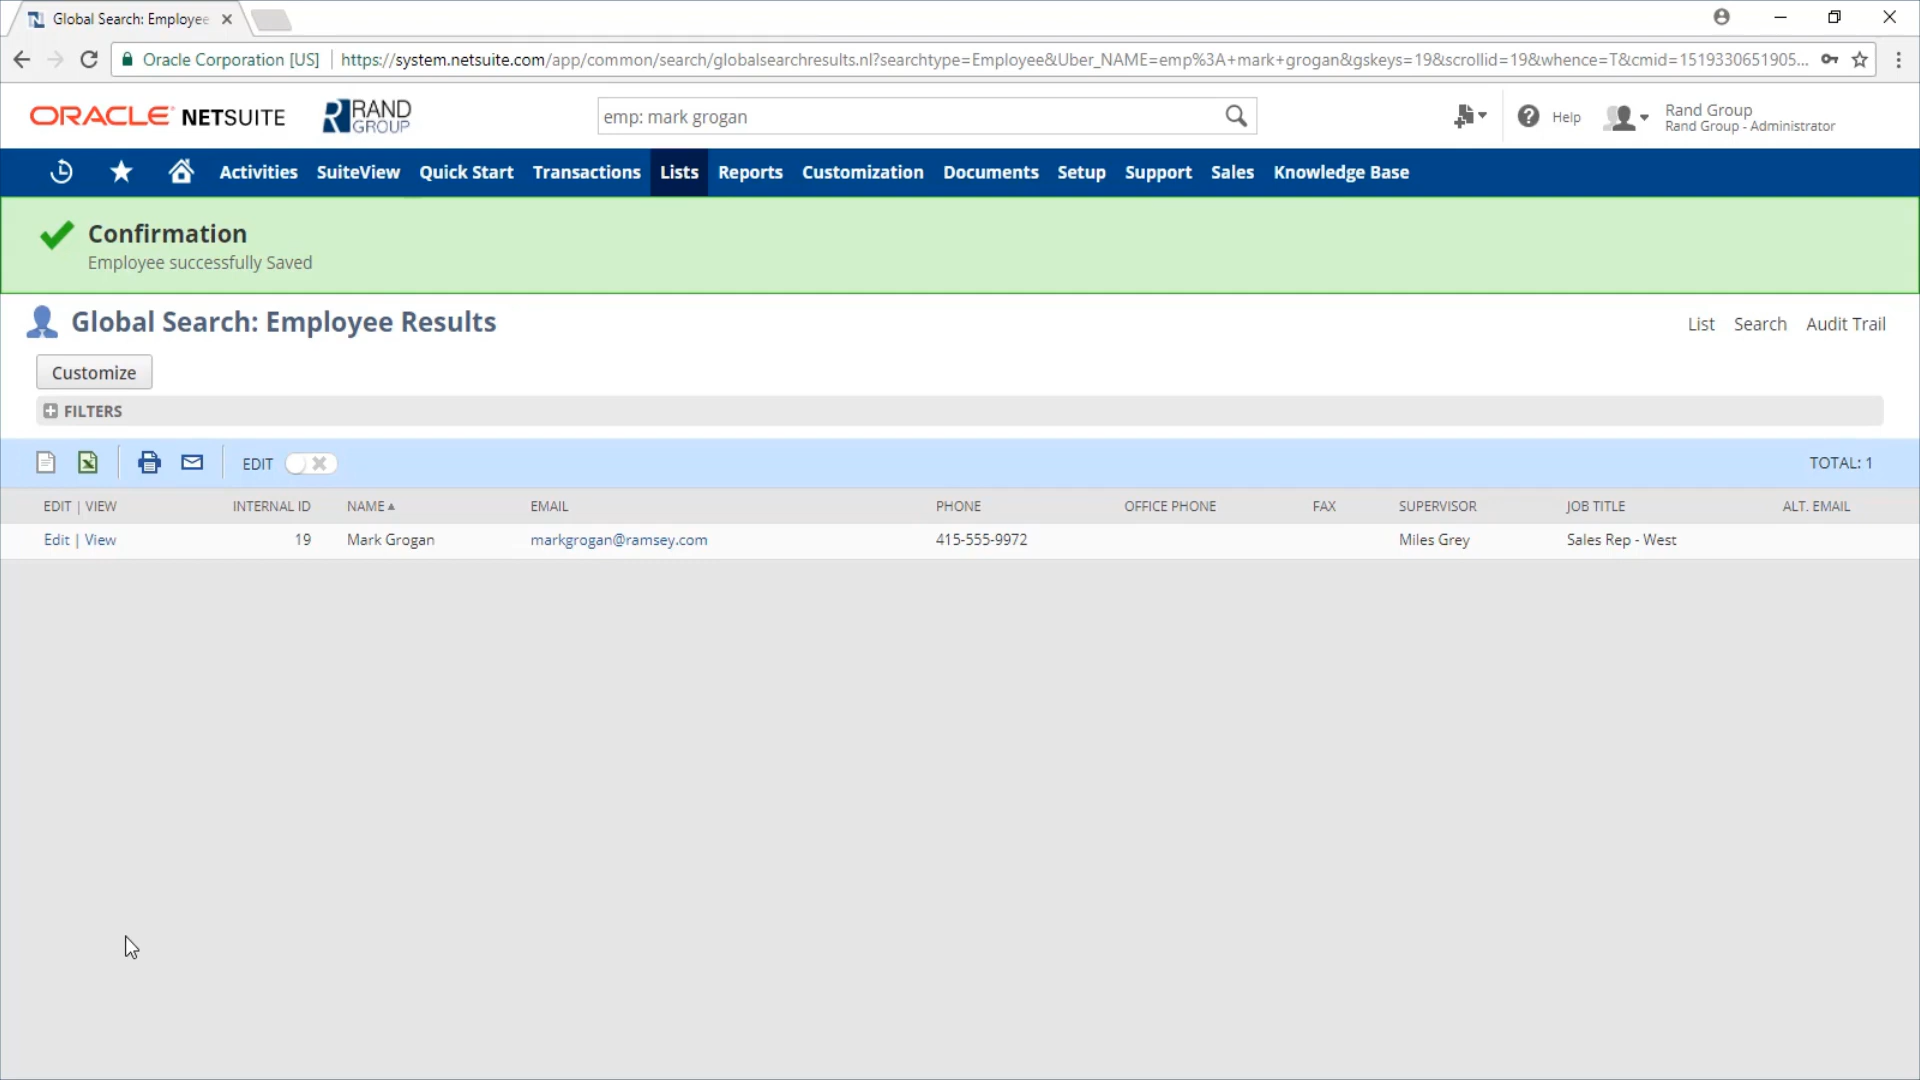 Global Search: Employee
Oracle Corporation [US] https://system.netsuite.com/app/common/search/globalsearchresults.nl?searchtype=Employee&Uber_NAME=emp%3A+mark+grogan&gskeys=19&scrollid=19&whence=T&cmid=1519330651905...
ORACLE NETSUITE RAND GROUP emp: mark grogan Help Rand Group
Rand Group - Administrator
Activities SuiteView Quick Start Transactions Lists Reports Customization Documents Setup Support Sales Knowledge Base
Confirmation
Employee successfully Saved
Global Search: Employee Results List Search Audit Trail
Customize
FILTERS
EDIT TOTAL: 1
EDIT | VIEW INTERNAL ID NAME EMAIL PHONE OFFICE PHONE FAX SUPERVISOR JOB TITLE ALT. EMAIL
Edit | View 19 Mark Grogan markgrogan@ramsey.com 415-555-9972 Miles Grey Sales Rep - West